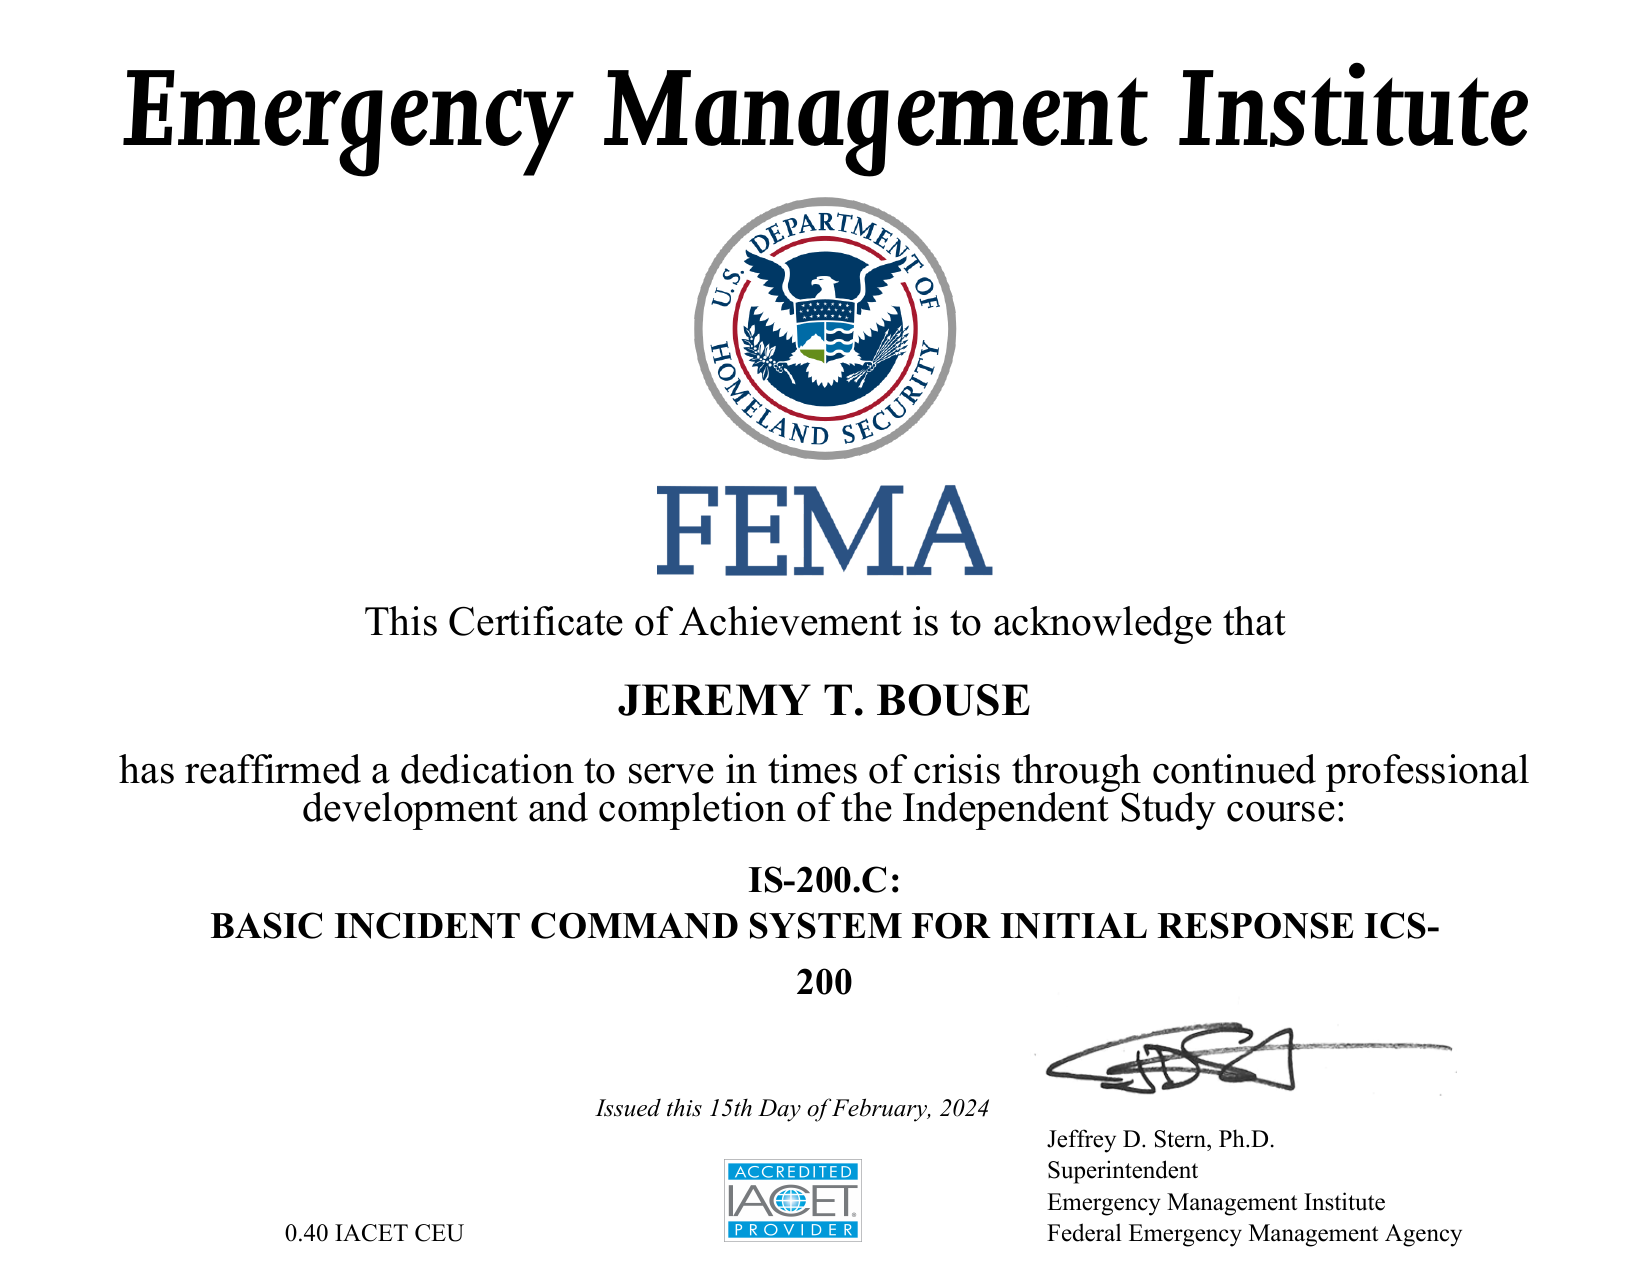 Emergency Management Institute
U.S. DEPARTMENT OF
HOMELAND SECURITY
FEMA
This Certificate of Achievement is to acknowledge that
JEREMY T. BOUSE
has reaffirmed a dedication to serve in times of crisis through continued professional
development and completion of the Independent Study course:
IS-200.C:
BASIC INCIDENT COMMAND SYSTEM FOR INITIAL RESPONSE ICS-
200
Issued this 15th Day of February, 2024
Jeffrey D. Stern, Ph.D.
Superintendent
Emergency Management Institute
Federal Emergency Management Agency
ACCREDITED
IACET®
PROVIDER
0.40 IACET CEU